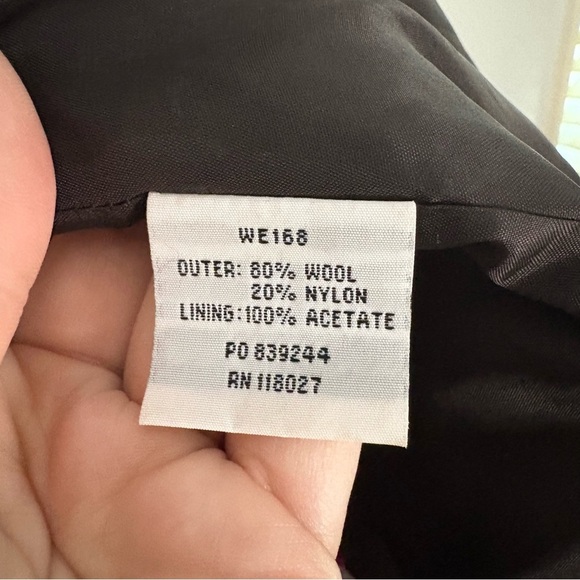 WE168
OUTER: 80% WOOL
20% NYLON
LINING:100% ACETATE
PO 839244
RN 118027